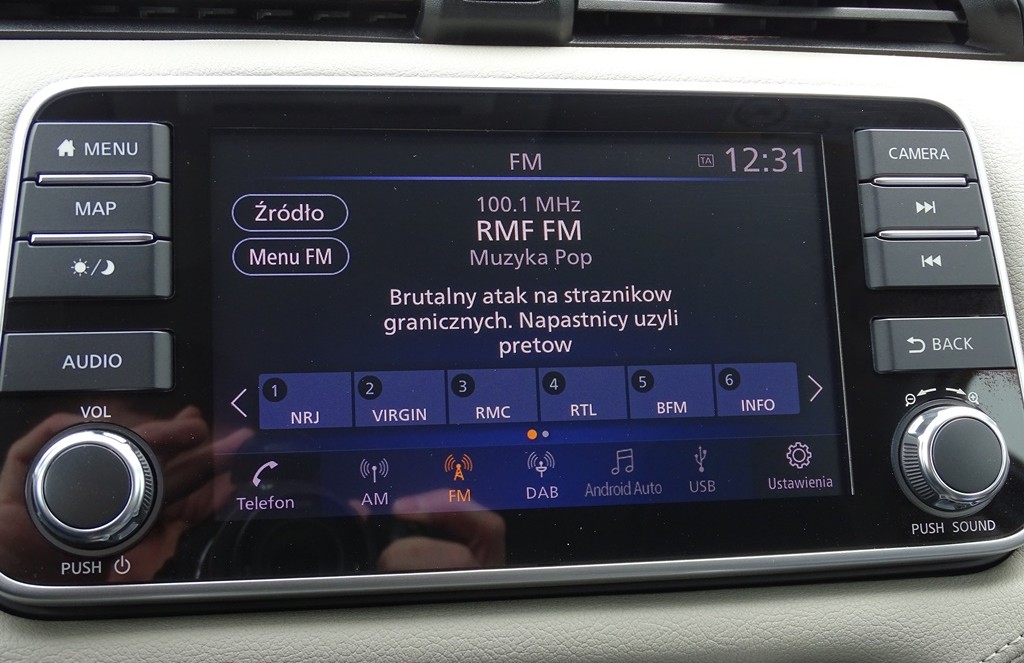 MENU
MAP
AUDIO
VOL
PUSH
FM
TA 12:31
Źródło
Menu FM
100.1 MHz
RMF FM
Muzyka Pop
Brutalny atak na straznikow
granicznych. Napastnicy uzyli
pretow
1 NRJ
2 VIRGIN
3 RMC
4 RTL
5 BFM
6 INFO
Telefon
AM
FM
DAB
Android Auto
USB
Ustawienia
CAMERA
BACK
PUSH SOUND